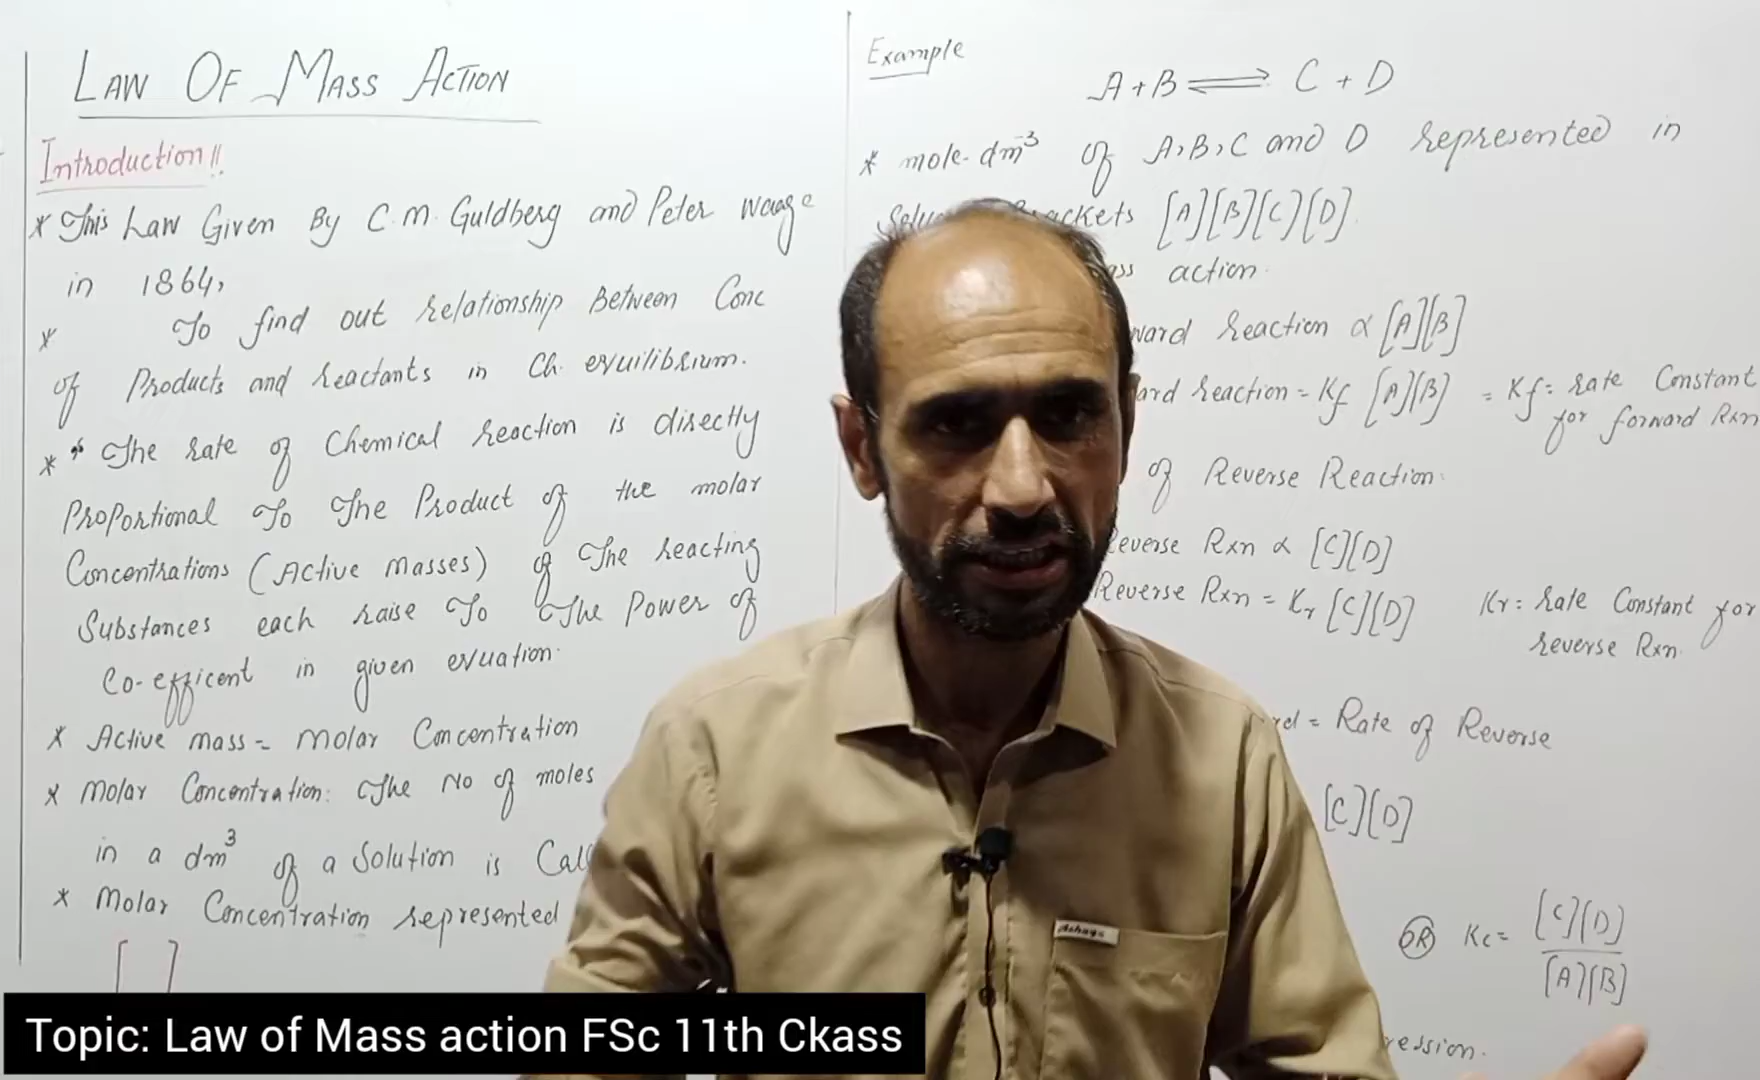 LAW OF MASS ACTION
Introduction!!
* This Law Given By C.M. Guldberg and Peter waage
in 1864,
* To find out relationship Between Conc
of Products and reactants in Ch. equilibrium.
* * The rate of Chemical reaction is directly
Proportional To The Product of the molar
Concentrations (Active masses) of The reacting
Substances each raise To The Power of
Co-efficent in given equation.
* Active mass = molar Concentration
* Molar Concentration: The No of moles
in a dm³ of a Solution is
* Molar Concentration represented
[ ]
Example
A + B ⇌ C + D
* mole-dm⁻³ of A, B, C and D represented in
[A][B][C][D].
action.
reaction ∝ [A][B]
reaction = Kf [A][B] = Kf = rate Constant
for forward Rxn
of Reverse Reaction.
Reverse Rxn ∝ [C][D]
Reverse Rxn = Kr [C][D] Kr = rate Constant for
reverse Rxn.
= Rate of Reverse
[C][D]
OR Kc = [C][D]
[A][B]
Topic: Law of Mass action FSc 11th Ckass